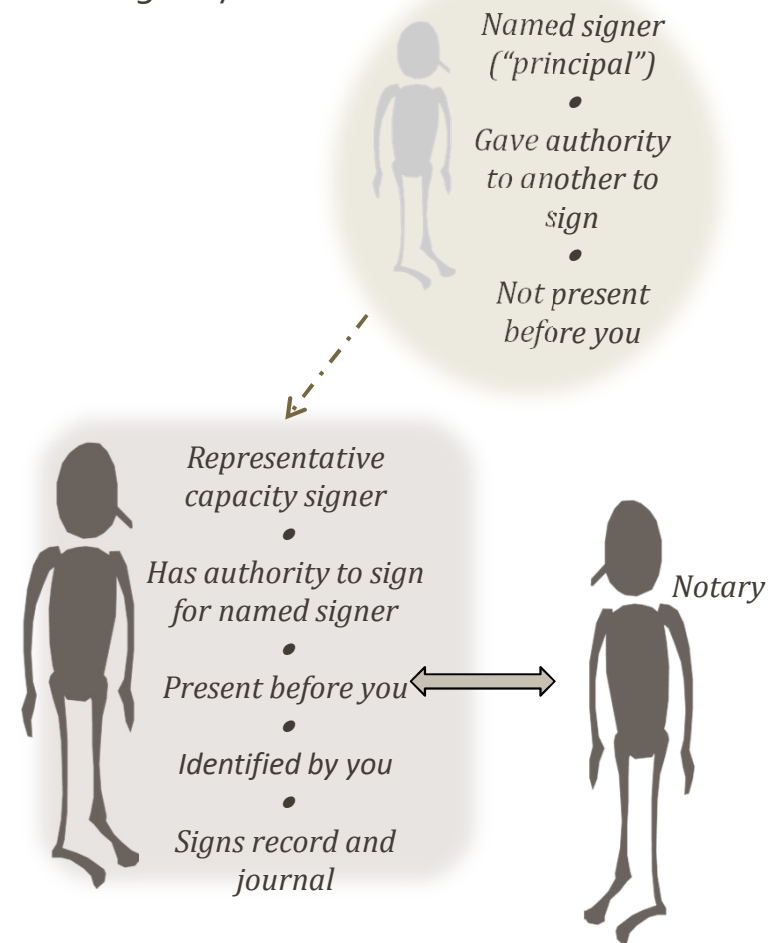 Named signer
(“principal”)
•
Gave authority
to another to
sign
•
Not present
before you
Representative
capacity signer
•
Has authority to sign
for named signer
•
Present before you
•
Identified by you
•
Signs record and
journal
Notary